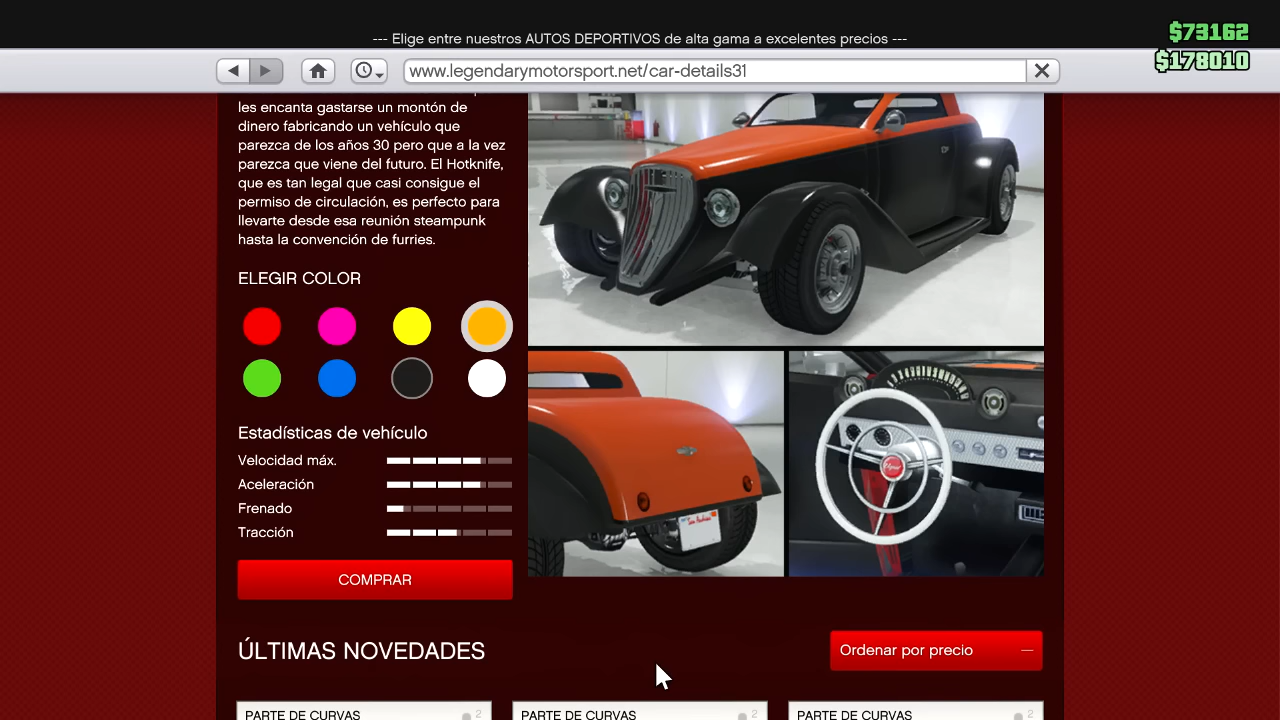 --- Elige entre nuestros AUTOS DEPORTIVOS de alta gama a excelentes precios ---
$73162
$178010
www.legendarymotorsport.net/car-details31
les encanta gastarse un montón de
dinero fabricando un vehículo que
parezca de los años 30 pero que a la vez
parezca que viene del futuro. El Hotknife,
que es tan legal que casi consigue el
permiso de circulación, es perfecto para
llevarte desde esa reunión steampunk
hasta la convención de furries.
ELEGIR COLOR
Estadísticas de vehículo
Velocidad máx.
Aceleración
Frenado
Tracción
COMPRAR
ÚLTIMAS NOVEDADES
Ordenar por precio
PARTE DE CURVAS
2
PARTE DE CURVAS
2
PARTE DE CURVAS
2